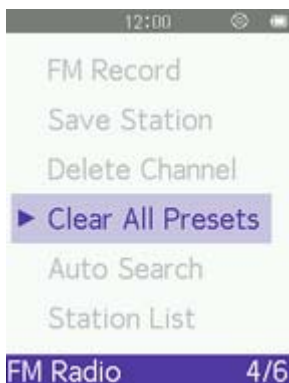 12:00
FM Record
Save Station
Delete Channel
Clear All Presets
Auto Search
Station List
FM Radio 4/6